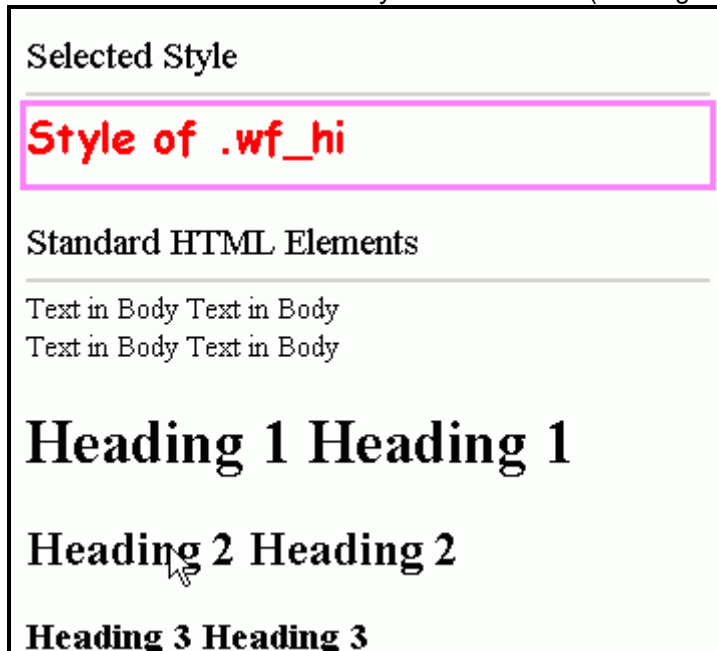 Selected Style
Style of .wf_hi
Standard HTML Elements
Text in Body Text in Body
Text in Body Text in Body
Heading 1 Heading 1
Heading 2 Heading 2
Heading 3 Heading 3